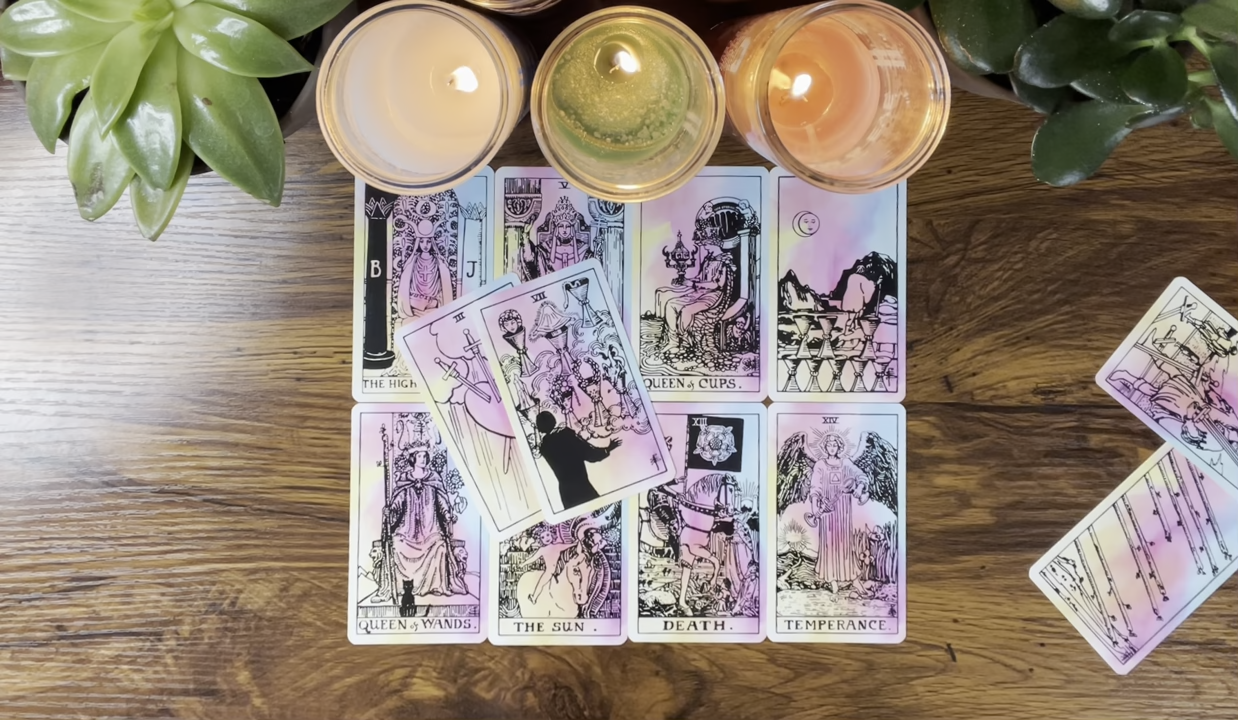 B J
V
THE HIGH
QUEEN of CUPS.
III
VII
QUEEN of WANDS.
THE SUN .
XIII
DEATH.
XIV
TEMPERANCE.